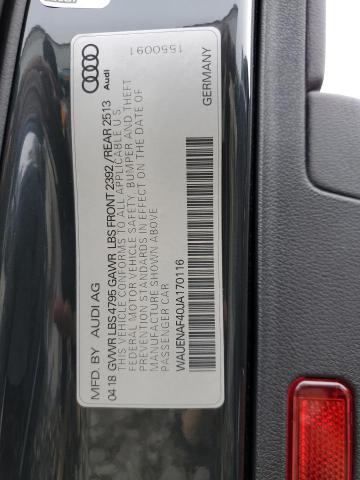 MFD. BY AUDI AG
04.18 GVWR LBS 4795 GAWR LBS FRONT 2392 /REAR 2513
THIS VEHICLE CONFORMS TO ALL APPLICABLE U.S.
FEDERAL MOTOR VEHICLE SAFETY, BUMPER AND THEFT
PREVENTION STANDARDS IN EFFECT ON THE DATE OF
MANUFACTURE SHOWN ABOVE
WAUENAF40JA170116
PASSENGER CAR
GERMANY
1550091
Audi